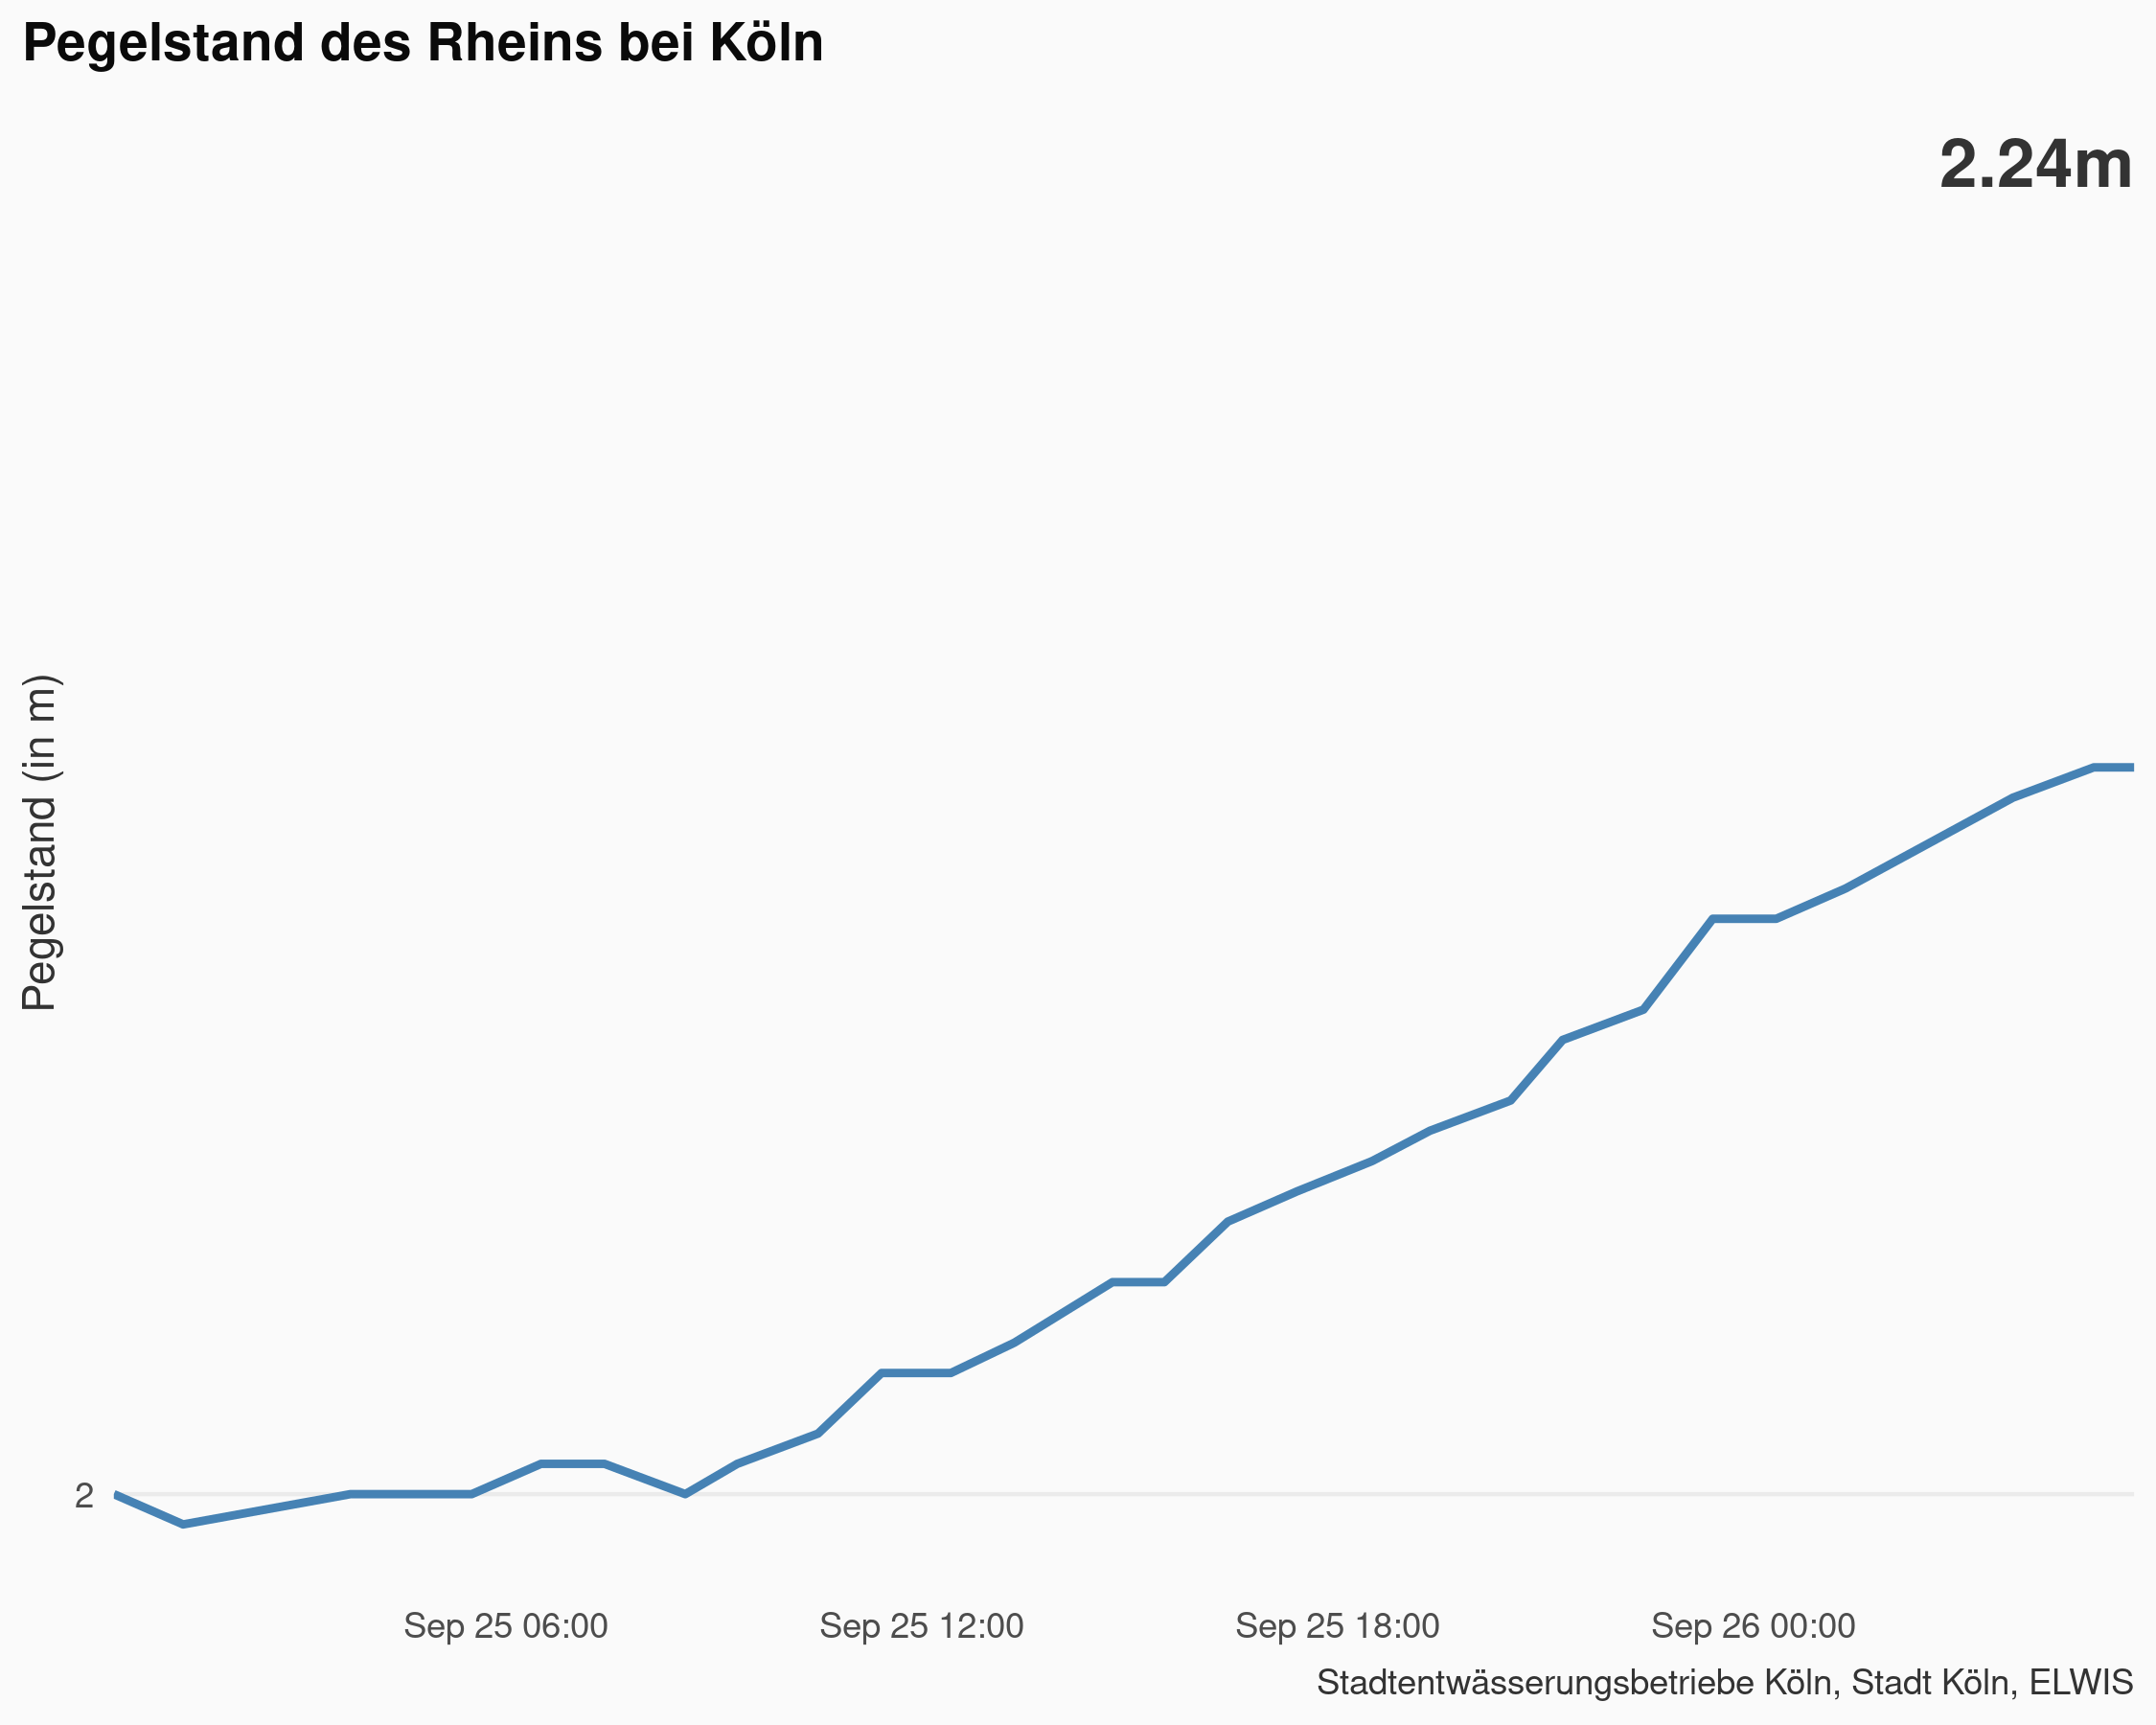 Pegelstand des Rheins bei Köln
2.24m
Pegelstand (in m)
2
Sep 25 06:00
Sep 25 12:00
Sep 25 18:00
Sep 26 00:00
Stadtentwässerungsbetriebe Köln, Stadt Köln, ELWIS